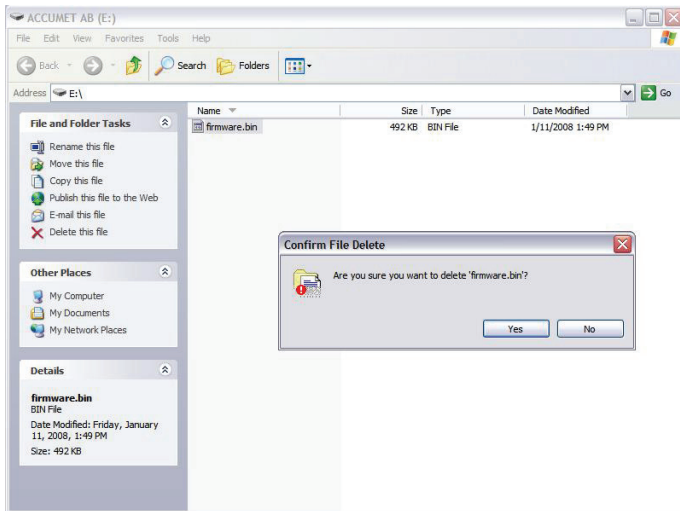 ACCUMET AB (E:)
File Edit View Favorites Tools Help
Back Search Folders
Address E:\ Go
Name Size Type Date Modified
firmware.bin 492 KB BIN File 1/11/2008 1:49 PM
File and Folder Tasks
Rename this file
Move this file
Copy this file
Publish this file to the Web
E-mail this file
Delete this file
Other Places
My Computer
My Documents
My Network Places
Details
firmware.bin
BIN File
Date Modified: Friday, January
11, 2008, 1:49 PM
Size: 492 KB
Confirm File Delete
Are you sure you want to delete 'firmware.bin'?
Yes No